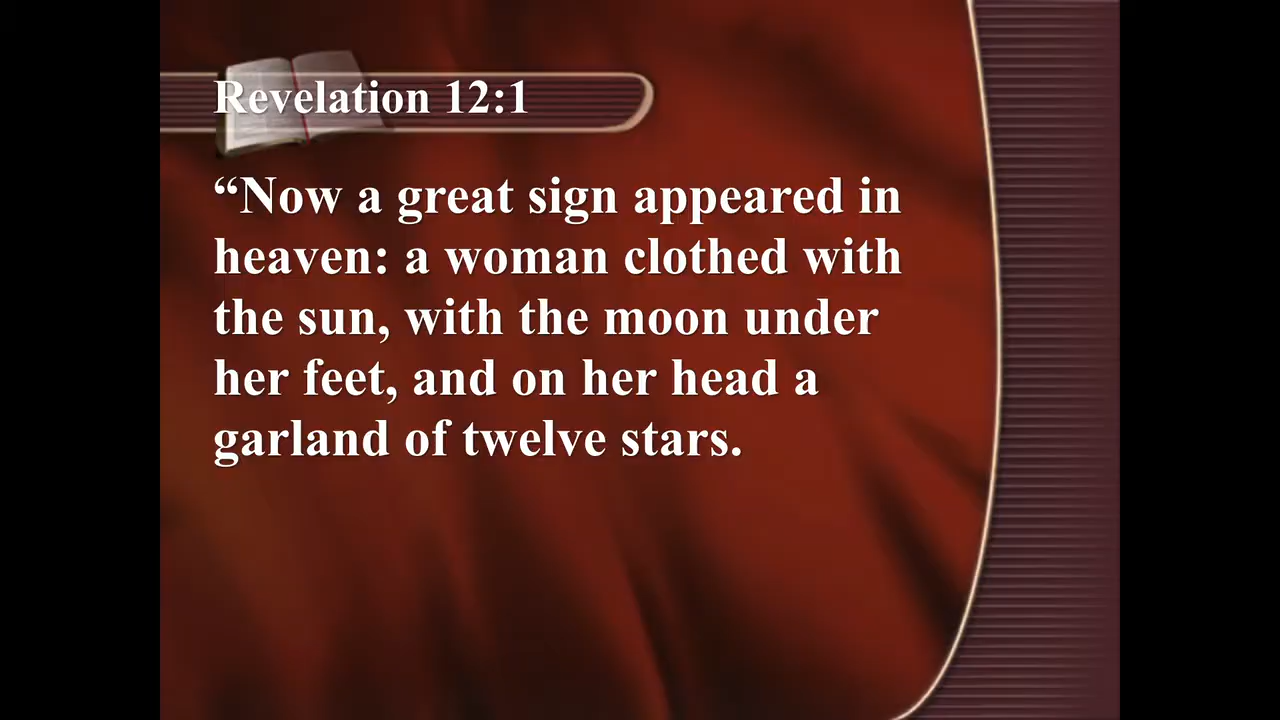 Revelation 12:1
“Now a great sign appeared in
heaven: a woman clothed with
the sun, with the moon under
her feet, and on her head a
garland of twelve stars.